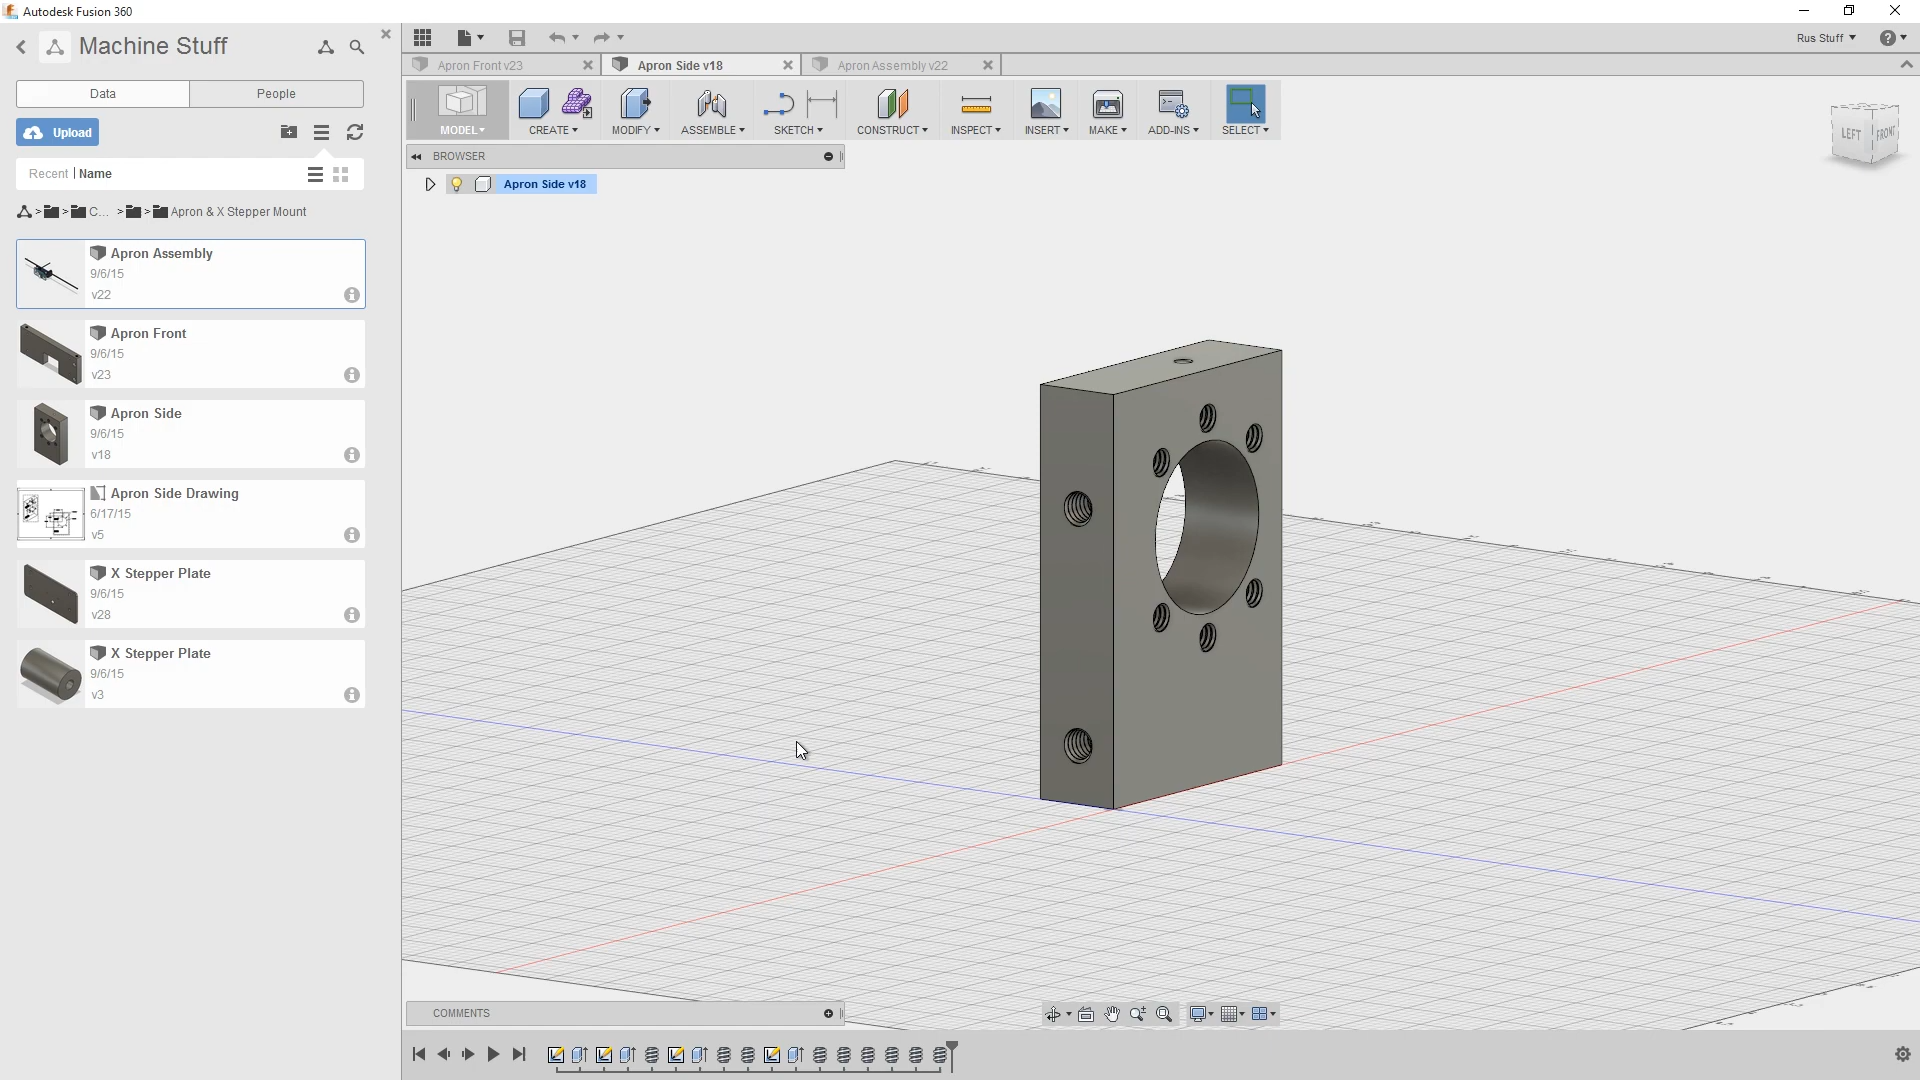 Autodesk Fusion 360
Machine Stuff
Data
People
Upload
Recent | Name
> > C... > > Apron & X Stepper Mount
Apron Assembly
9/6/15
v22
Apron Front
9/6/15
v23
Apron Side
9/6/15
v18
Apron Side Drawing
6/17/15
v5
X Stepper Plate
9/6/15
v28
X Stepper Plate
9/6/15
v3
Rus Stuff
Apron Front v23
Apron Side v18
Apron Assembly v22
MODEL
CREATE
MODIFY
ASSEMBLE
SKETCH
CONSTRUCT
INSPECT
INSERT
MAKE
ADD-INS
SELECT
BROWSER
Apron Side v18
LEFT
FRONT
COMMENTS